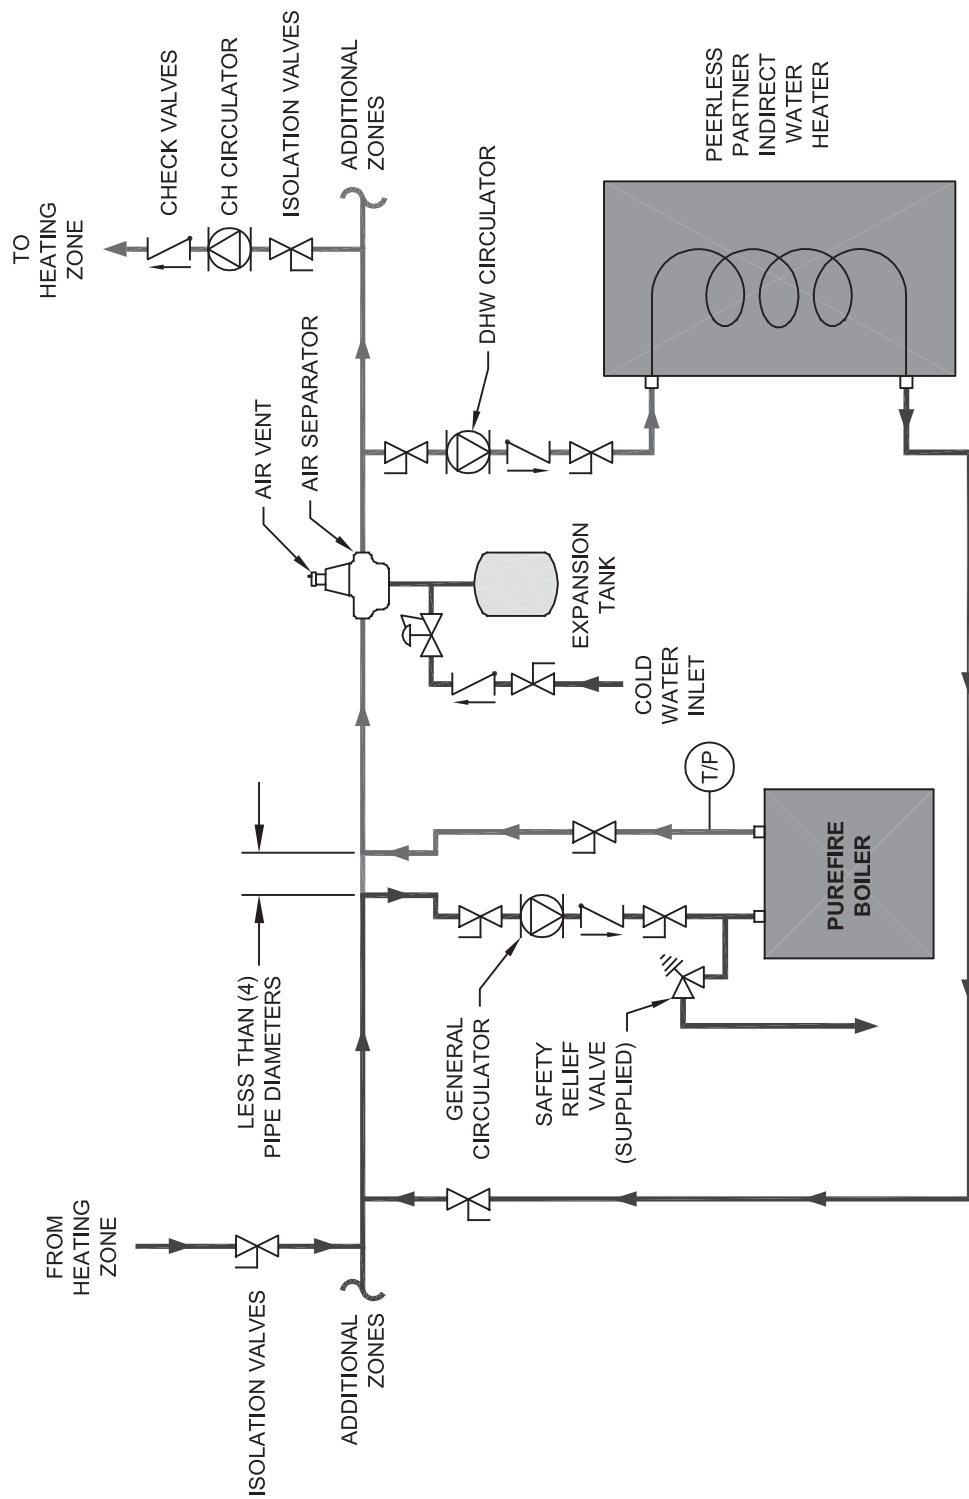 TO
HEATING
ZONE
CHECK VALVES
CH CIRCULATOR
ISOLATION VALVES
ADDITIONAL
ZONES
AIR VENT
AIR SEPARATOR
DHW CIRCULATOR
PEERLESS
PARTNER
INDIRECT
WATER
HEATER
EXPANSION
TANK
COLD
WATER
INLET
LESS THAN (4)
PIPE DIAMETERS
T/P
PUREFIRE
BOILER
GENERAL
CIRCULATOR
SAFETY
RELIEF
VALVE
(SUPPLIED)
FROM
HEATING
ZONE
ISOLATION VALVES
ADDITIONAL
ZONES